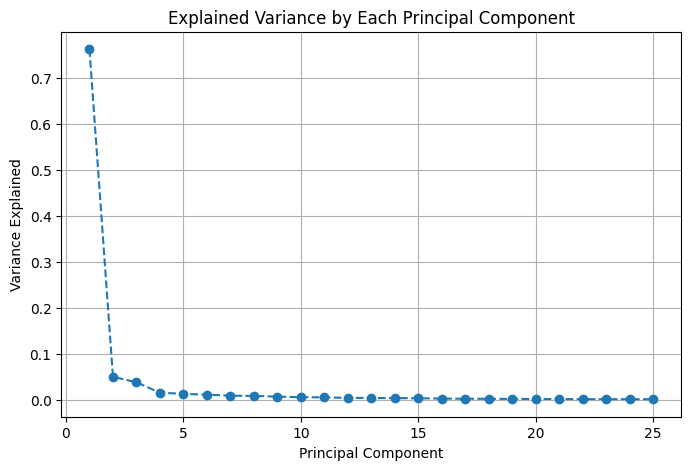 Explained Variance by Each Principal Component
Variance Explained
0.7
0.6
0.5
0.4
0.3
0.2
0.1
0.0
0 5 10 15 20 25
Principal Component